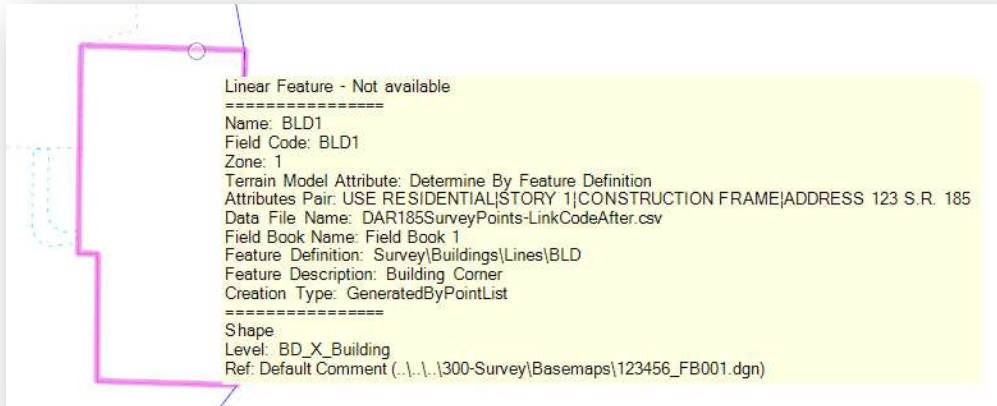 Linear Feature - Not available
=================
Name: BLD1
Field Code: BLD1
Zone: 1
Terrain Model Attribute: Determine By Feature Definition
Attributes Pair: USE RESIDENTIAL|STORY 1|CONSTRUCTION FRAME|ADDRESS 123 S.R. 185
Data File Name: DAR185SurveyPoints-LinkCodeAfter.csv
Field Book Name: Field Book 1
Feature Definition: Survey\Buildings\Lines\BLD
Feature Description: Building Corner
Creation Type: GeneratedByPointList
=================
Shape
Level: BD_X_Building
Ref: Default Comment (..\..\..\300-Survey\Basemaps\123456_FB001.dgn)